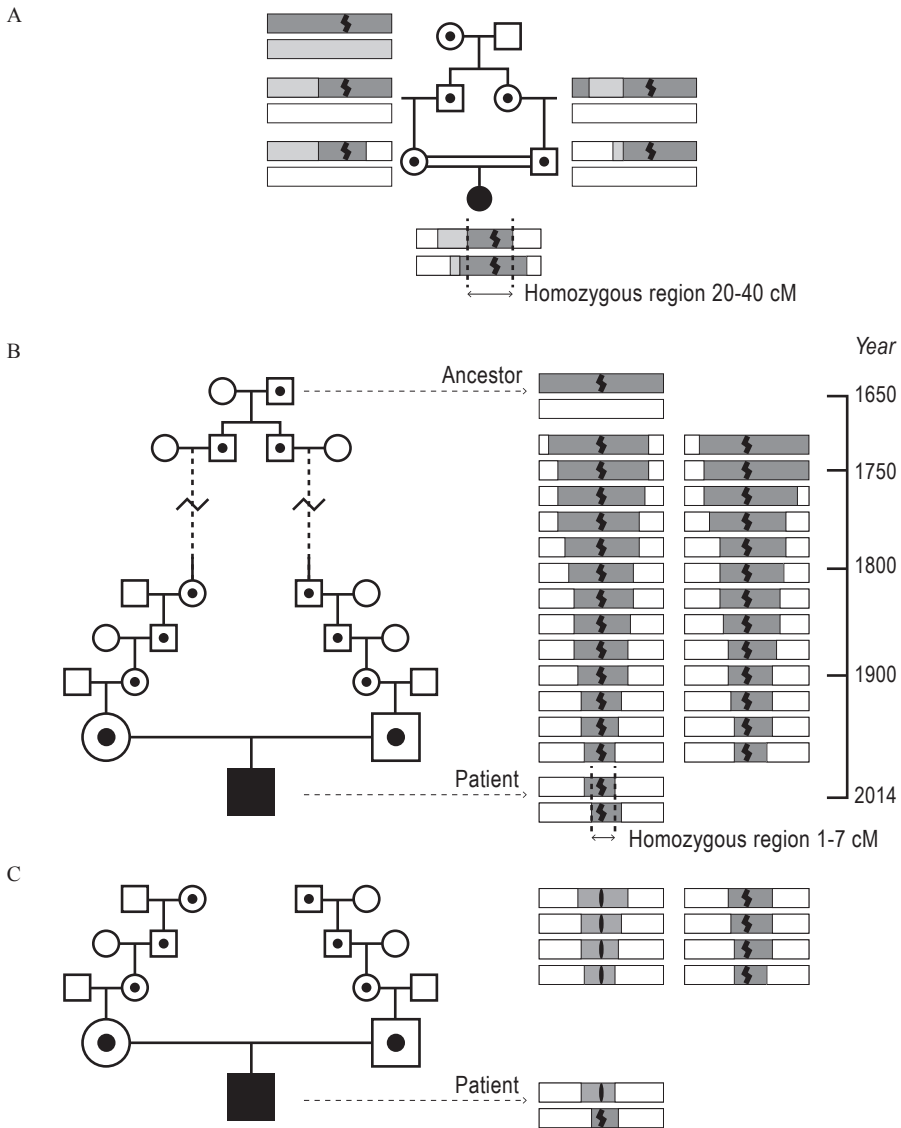 A
Homozygous region 20-40 cM
B
Year
Ancestor
1650
1750
1800
1900
Patient
2014
Homozygous region 1-7 cM
C
Patient